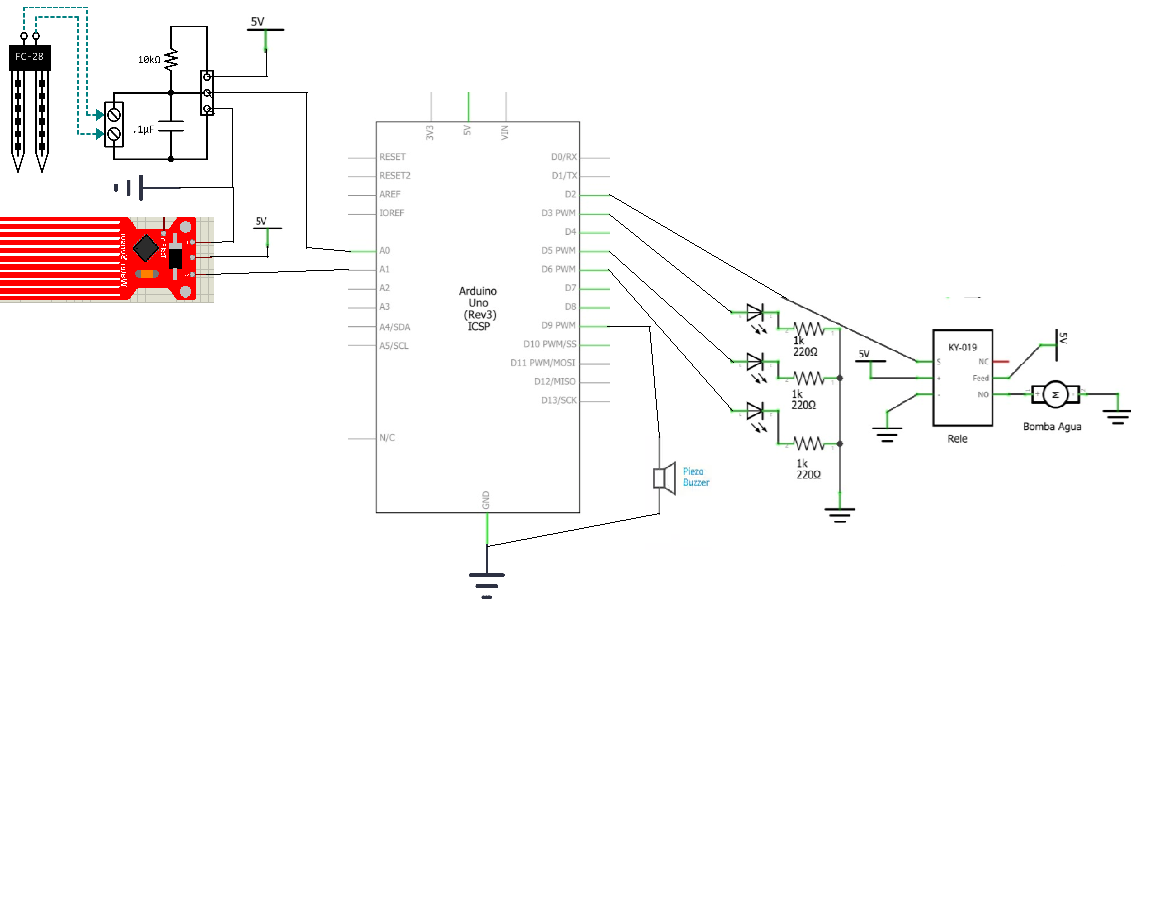 5V
FC-28
10kΩ
.1µF
5V
3V3
5V
VIN
RESET
RESET2
AREF
IOREF
A0
A1
A2
A3
A4/SDA
A5/SCL
N/C
Arduino
Uno
(Rev3)
ICSP
GND
D0/RX
D1/TX
D2
D3 PWM
D4
D5 PWM
D6 PWM
D7
D8
D9 PWM
D10 PWM/SS
D11 PWM/MOSI
D12/MISO
D13/SCK
1k
220Ω
1k
220Ω
1k
220Ω
Piezo
Buzzer
5V
KY-019
S
+
-
NC
Feed
NO
Rele
5V
M
Bomba Agua